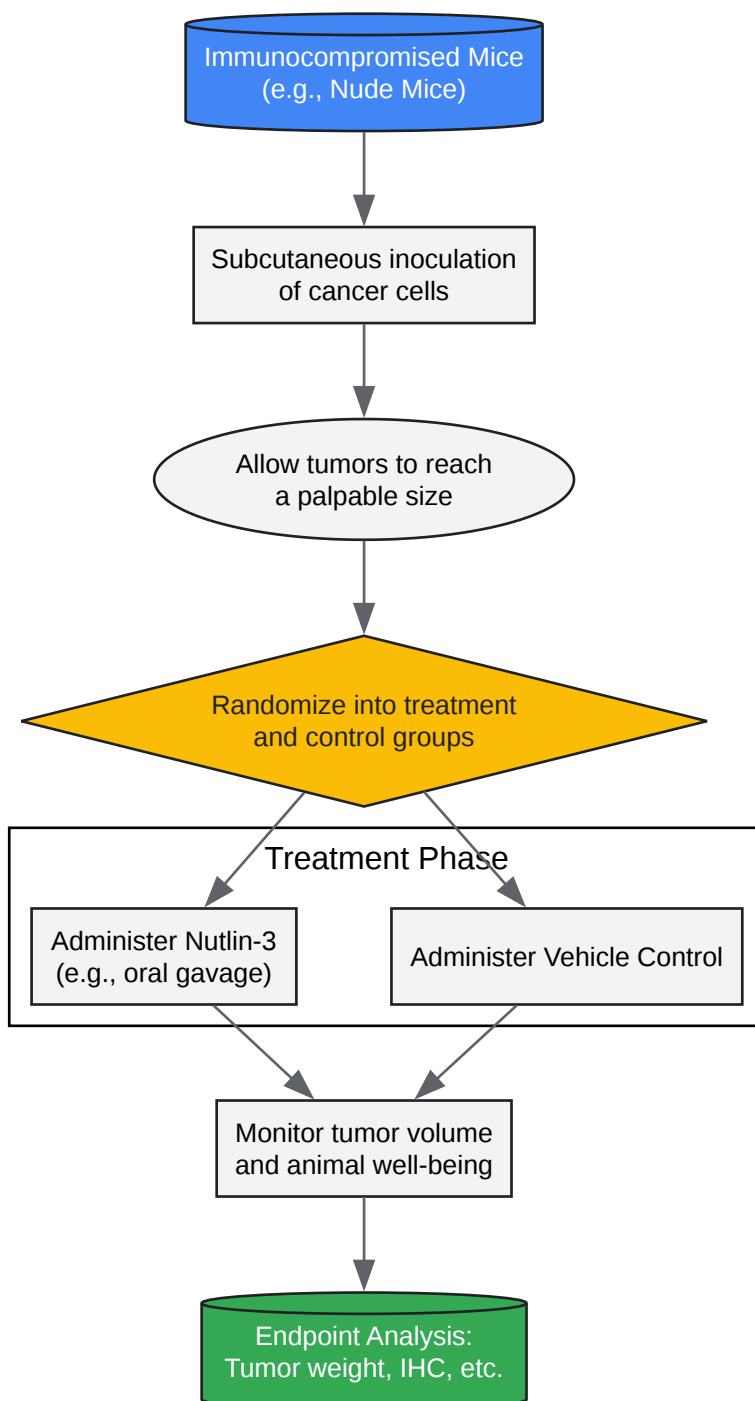 Immunocompromised Mice
(e.g., Nude Mice)
Subcutaneous inoculation
of cancer cells
Allow tumors to reach
a palpable size
Randomize into treatment
and control groups
Treatment Phase
Administer Nutlin-3
(e.g., oral gavage)
Administer Vehicle Control
Monitor tumor volume
and animal well-being
Endpoint Analysis:
Tumor weight, IHC, etc.